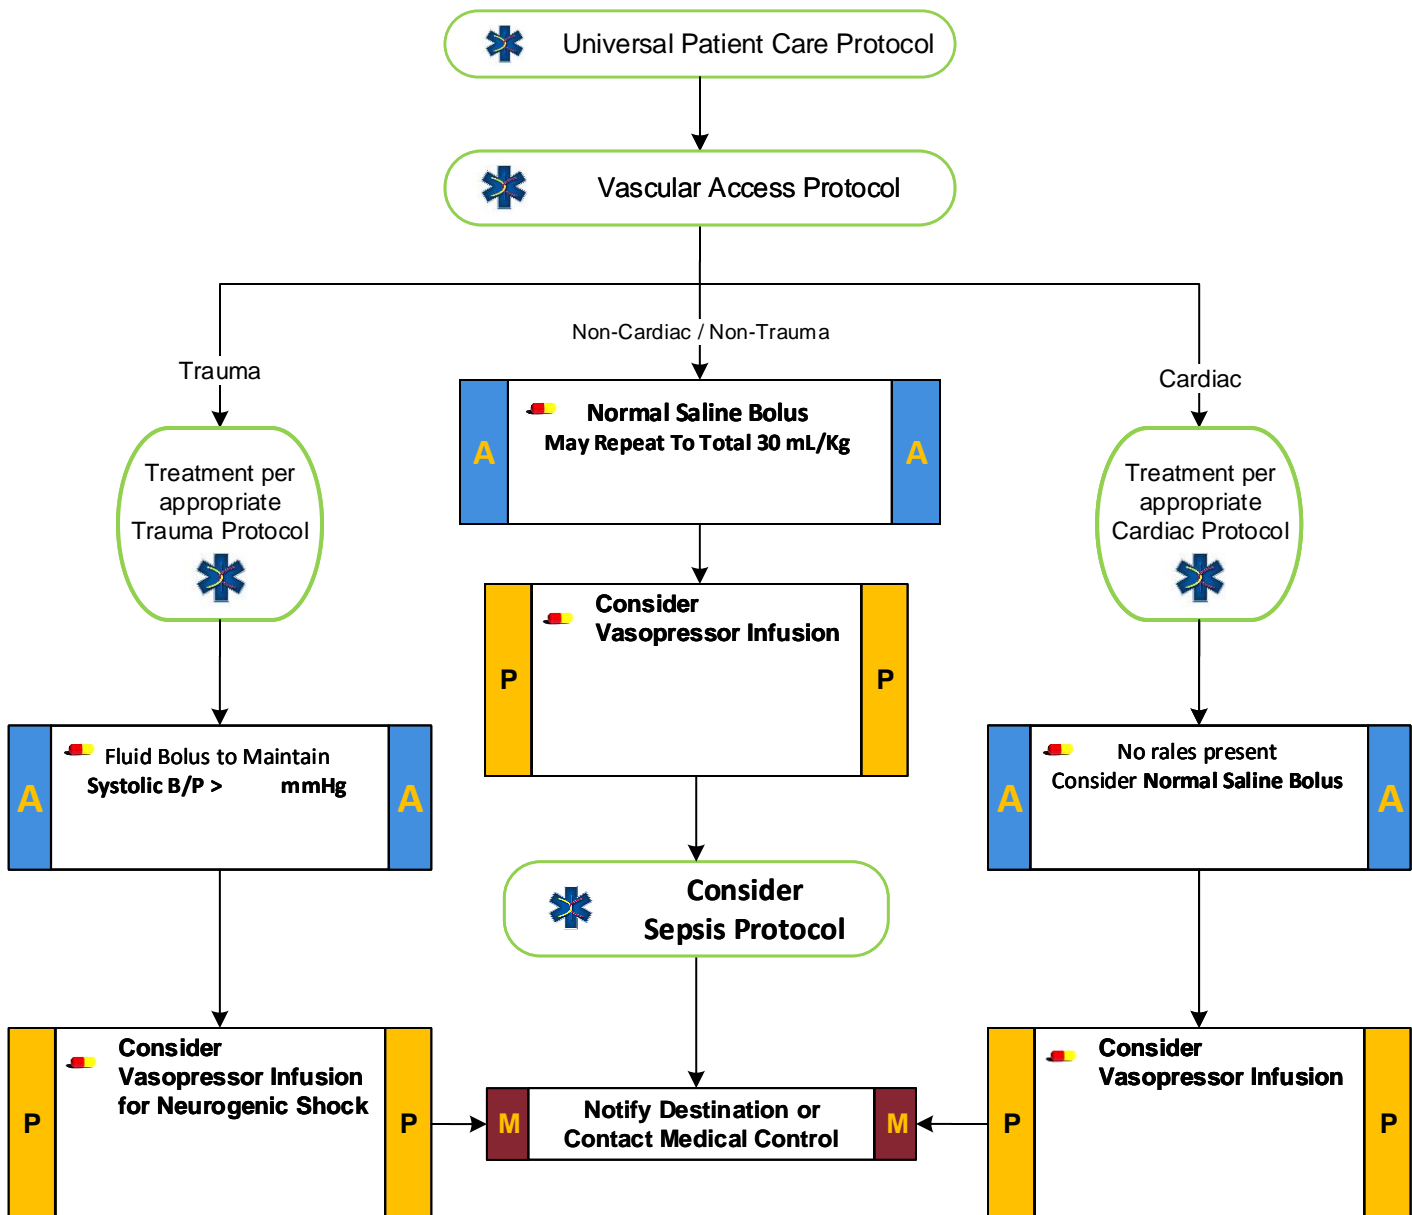 Universal Patient Care Protocol
Vascular Access Protocol
Non-Cardiac / Non-Trauma
Trauma
Cardiac
A
Normal Saline Bolus
May Repeat To Total 30 mL/Kg
A
Treatment per
appropriate
Trauma Protocol
Treatment per
appropriate
Cardiac Protocol
P
Consider
Vasopressor Infusion
P
A
Fluid Bolus to Maintain
Systolic B/P > mmHg
A
A
No rales present
Consider Normal Saline Bolus
A
Consider
Sepsis Protocol
P
Consider
Vasopressor Infusion
for Neurogenic Shock
P
M
Notify Destination or
Contact Medical Control
M
P
Consider
Vasopressor Infusion
P